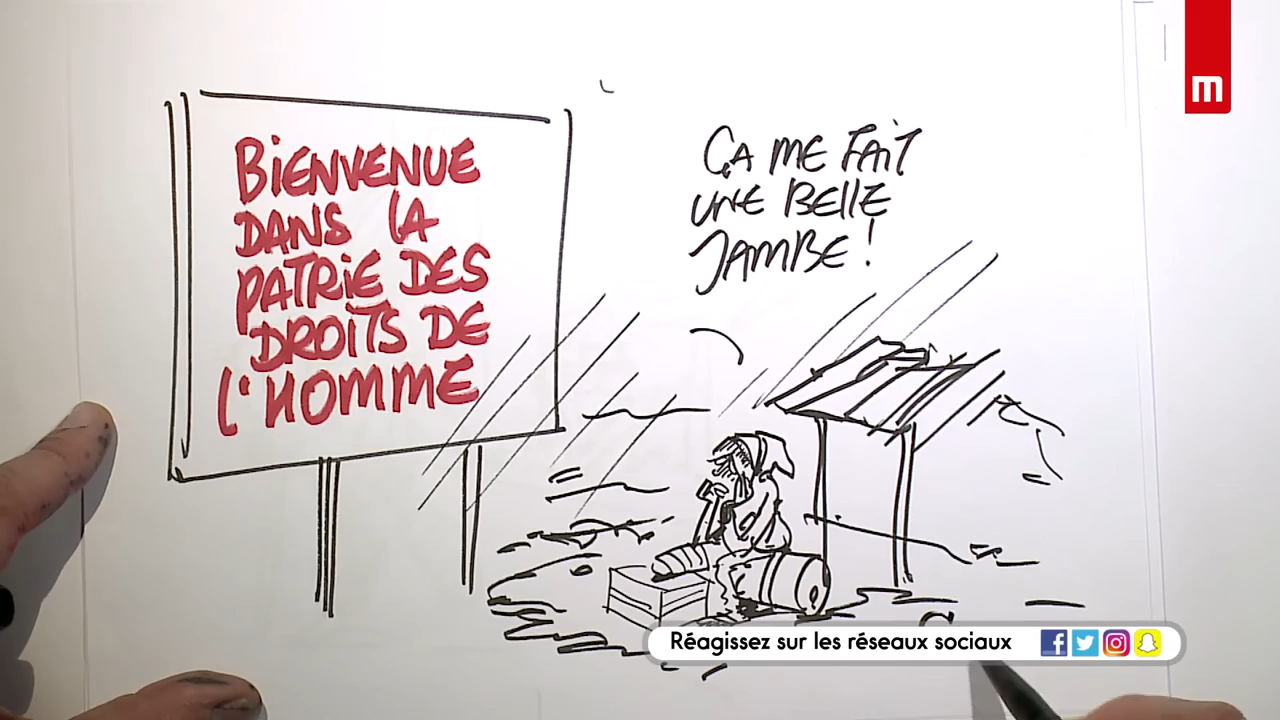 BIENVENUE
DANS LA
PATRIE DES
DROITS DE
L'HOMME
ÇA ME FAIT
UNE BELLE
JAMBE !
m
Réagissez sur les réseaux sociaux